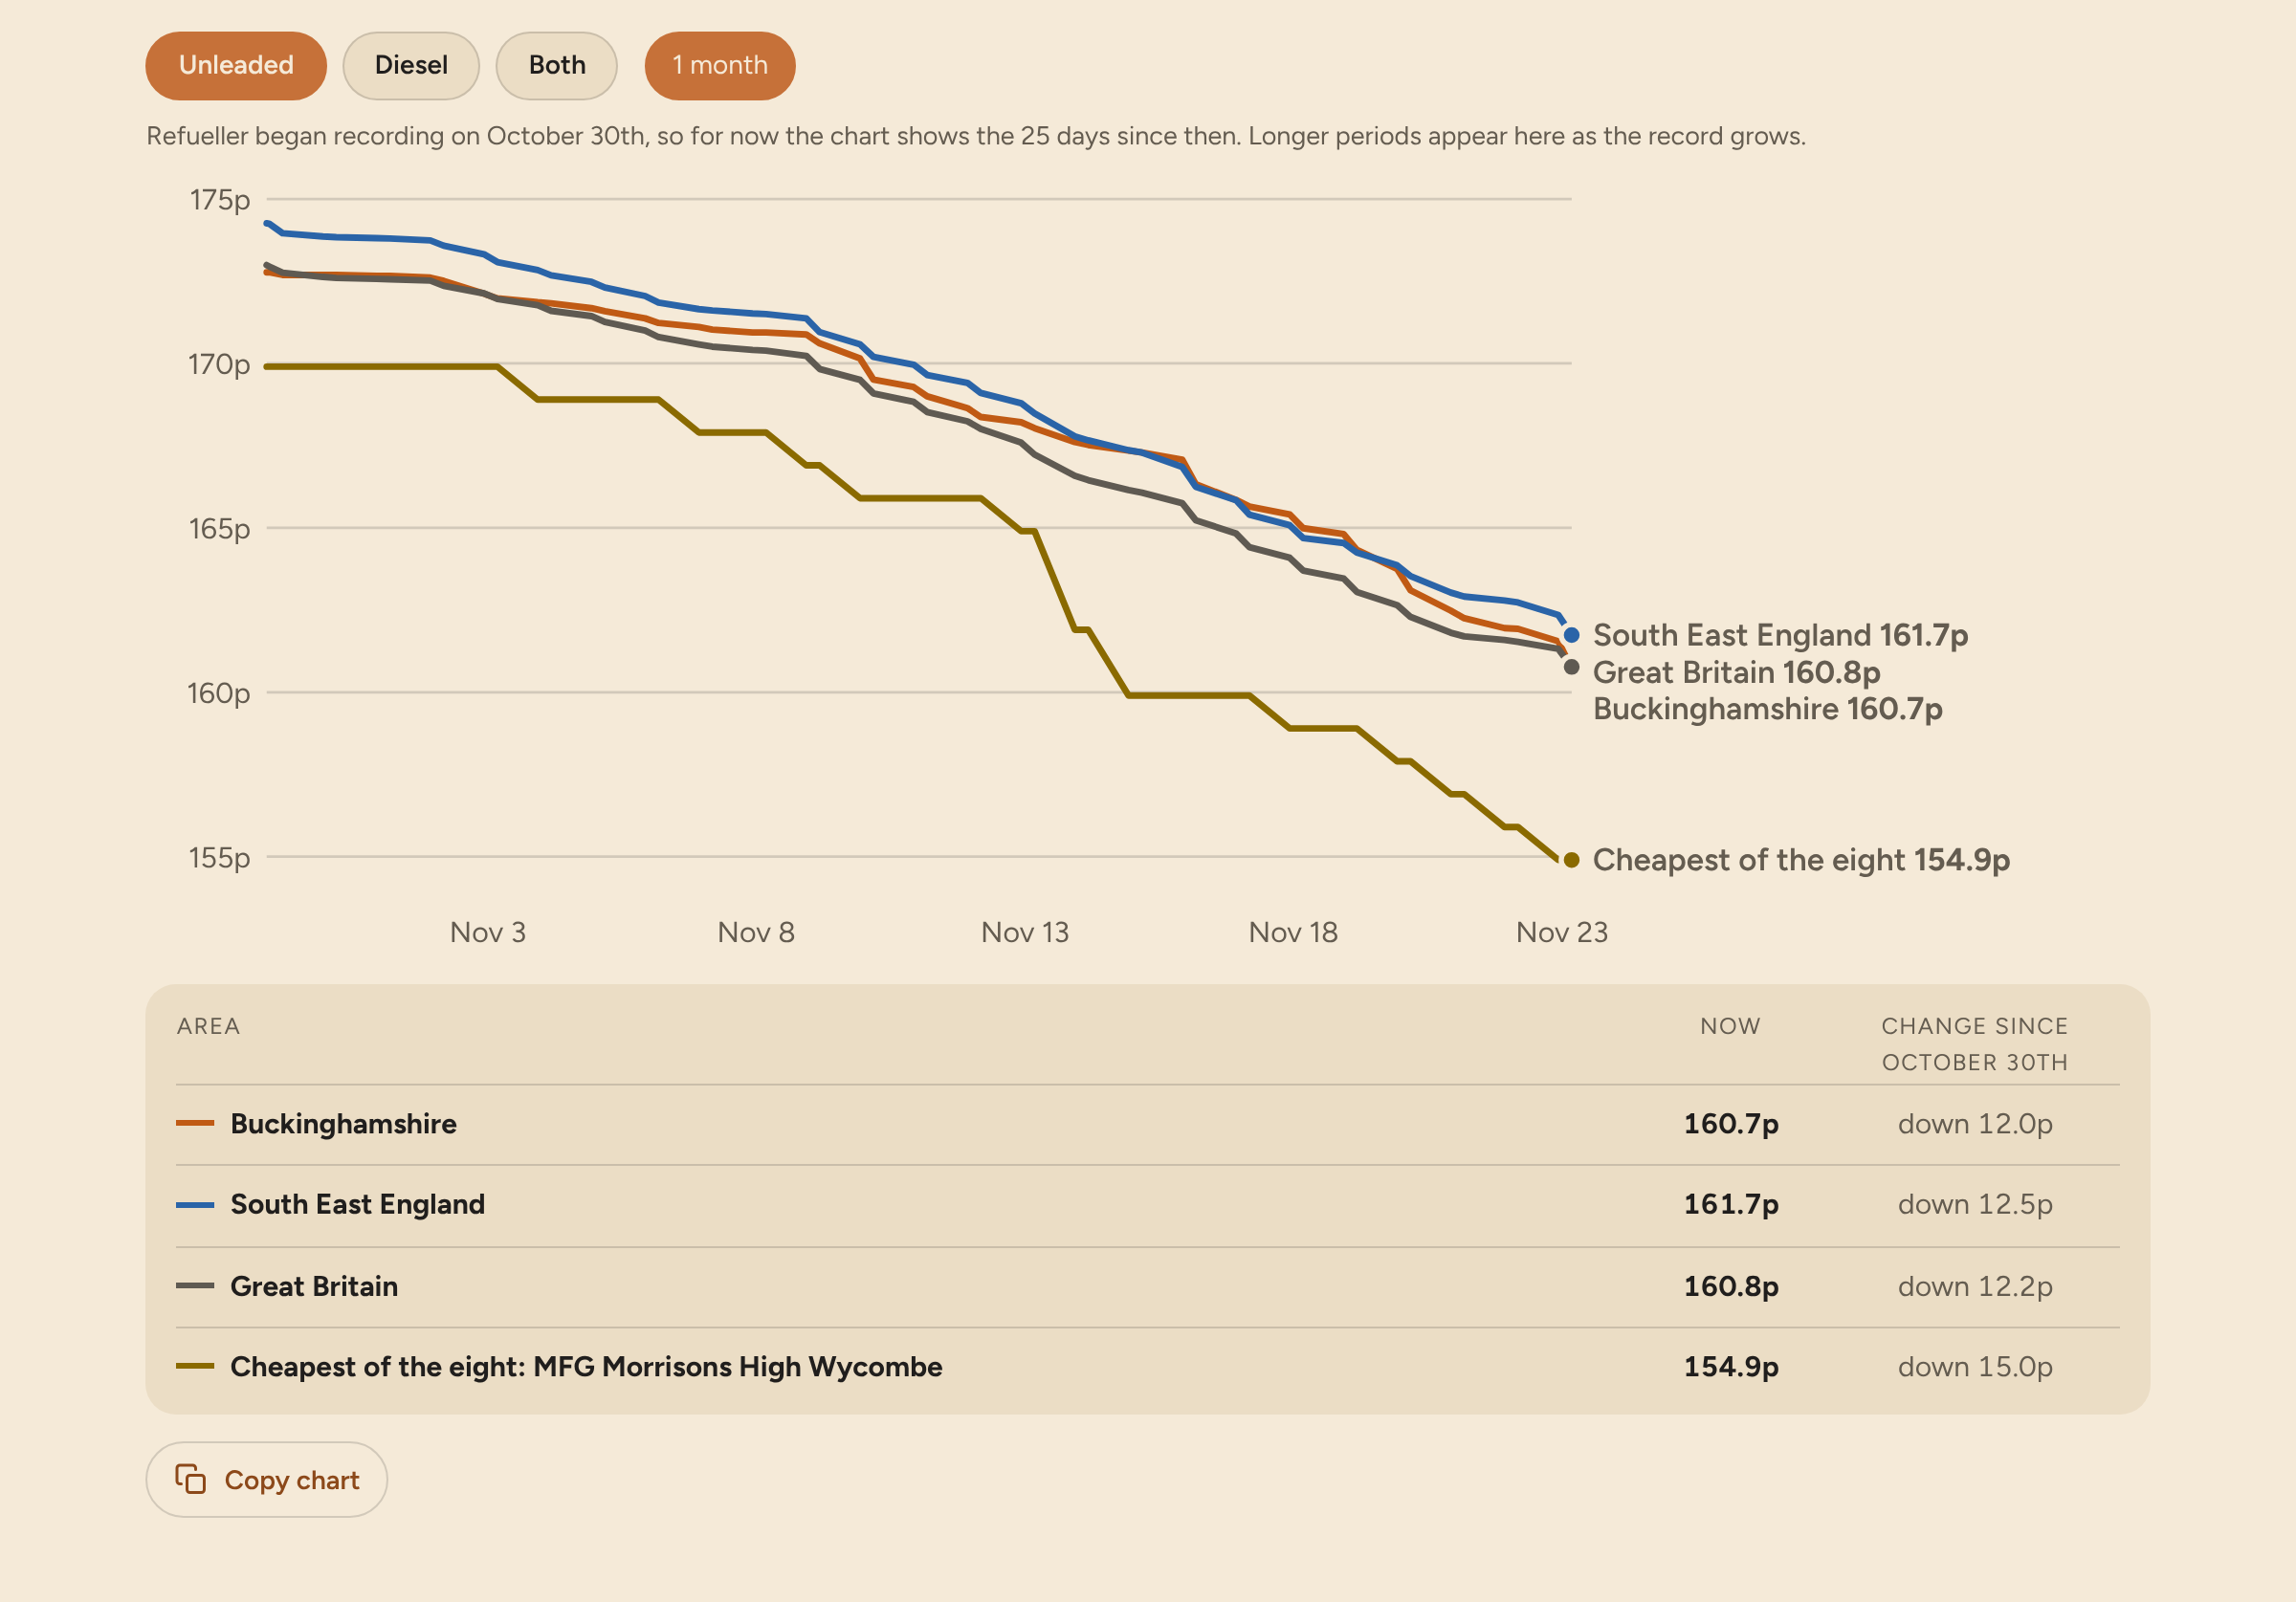 Unleaded Diesel Both 1 month
Refueller began recording on October 30th, so for now the chart shows the 25 days since then. Longer periods appear here as the record grows.
175p
170p
165p
160p
155p
South East England 161.7p
Great Britain 160.8p
Buckinghamshire 160.7p
Cheapest of the eight 154.9p
Nov 3 Nov 8 Nov 13 Nov 18 Nov 23
AREA NOW CHANGE SINCE
OCTOBER 30TH
Buckinghamshire 160.7p down 12.0p
South East England 161.7p down 12.5p
Great Britain 160.8p down 12.2p
Cheapest of the eight: MFG Morrisons High Wycombe 154.9p down 15.0p
Copy chart